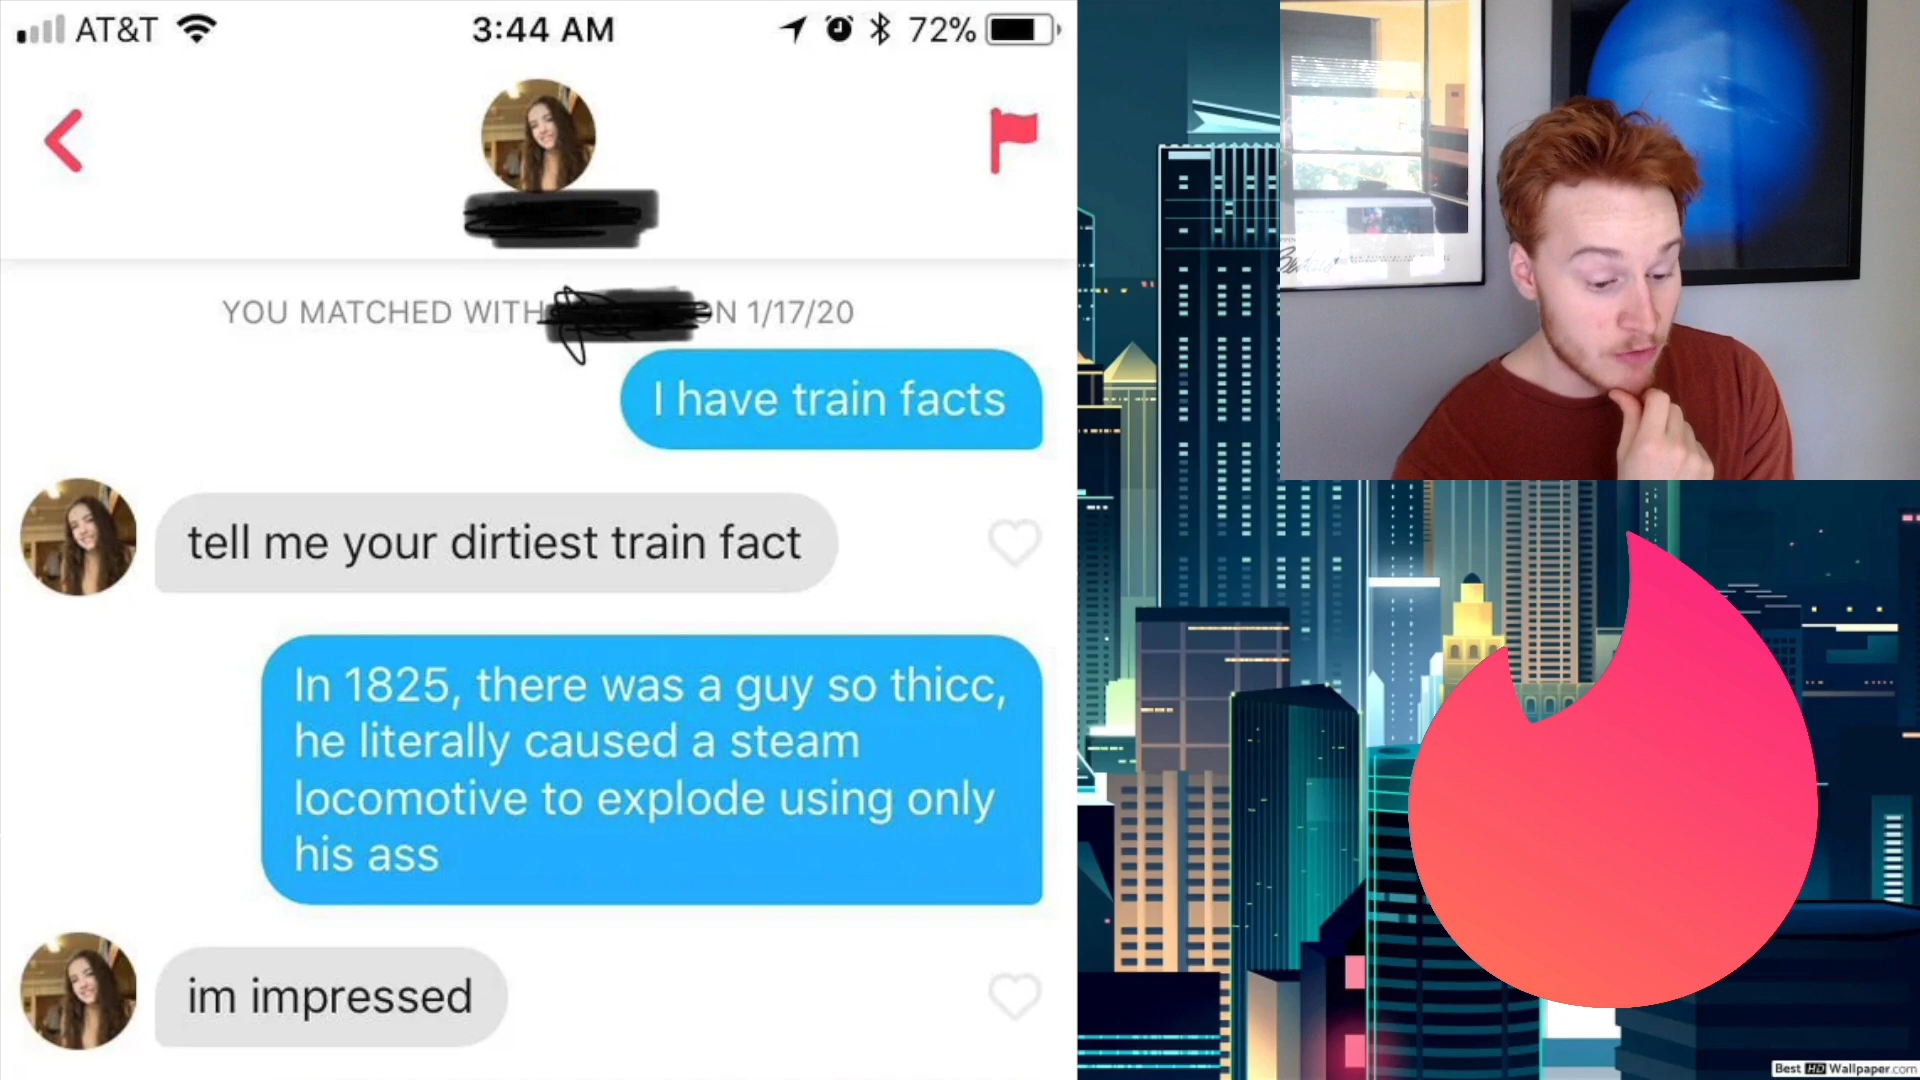 AT&T
3:44 AM
72%
YOU MATCHED WITH ON 1/17/20
I have train facts
tell me your dirtiest train fact
In 1825, there was a guy so thicc,
he literally caused a steam
locomotive to explode using only
his ass
im impressed
Best HD Wallpaper.com